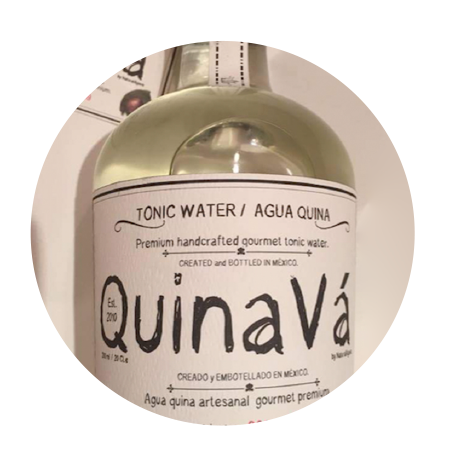 TONIC WATER / AGUA QUINA
Premium handcrafted gourmet tonic water.
CREATED and BOTTLED IN MÉXICO.
Est.
2010
QuinaVá
CREADO y EMBOTELLADO EN MÉXICO.
Agua quina artesanal gourmet premium